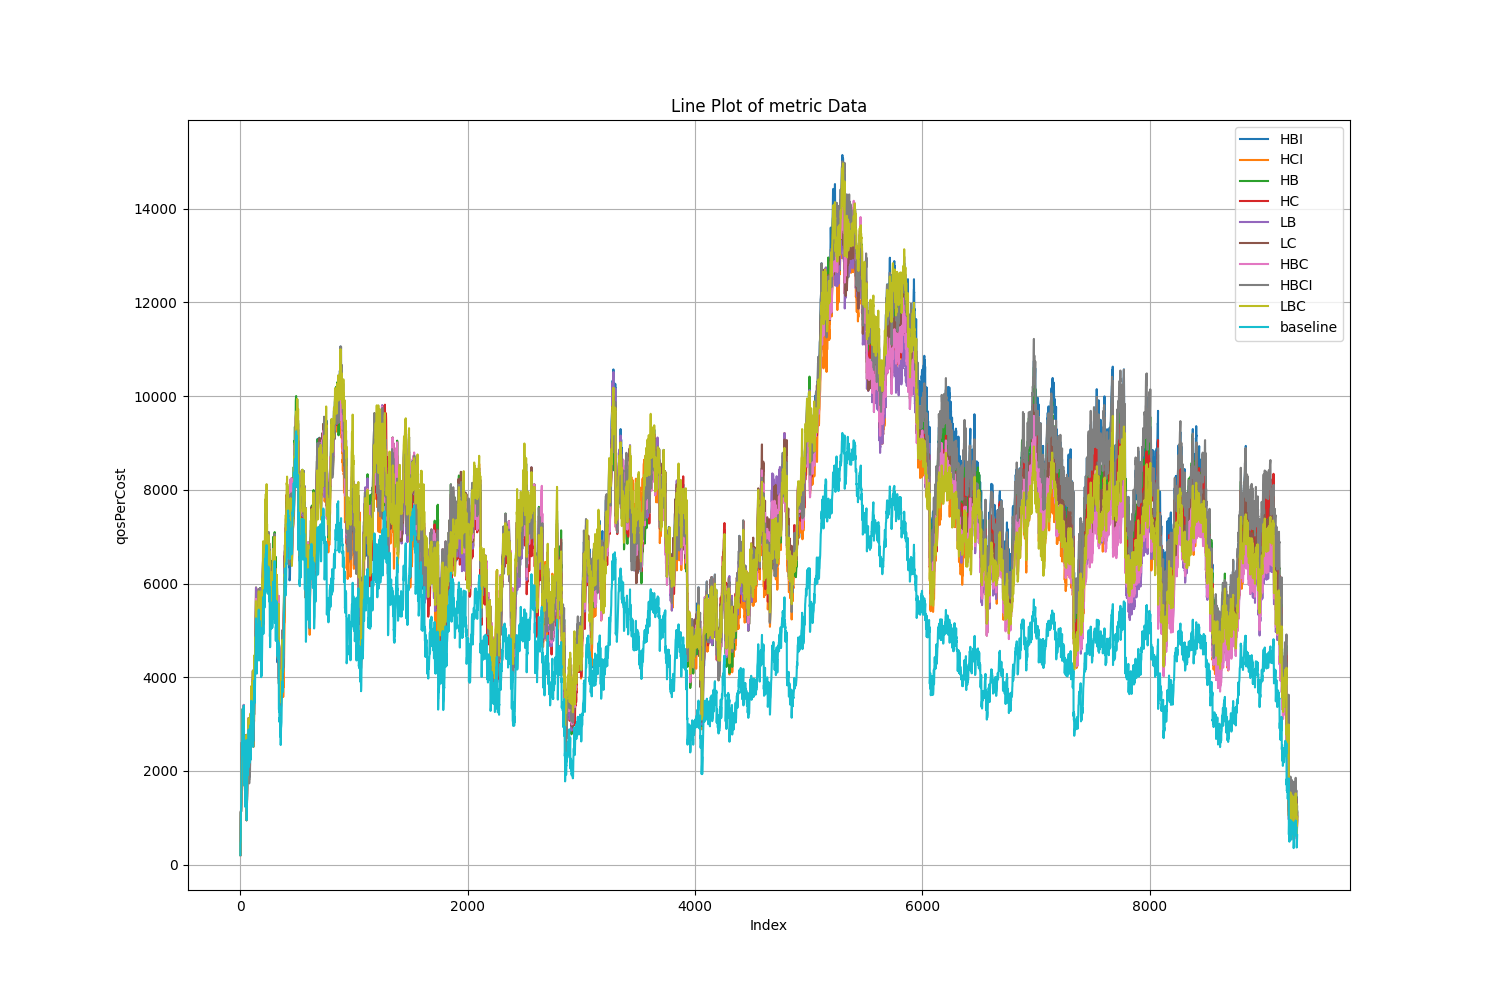 Line Plot of metric Data
qosPerCost
14000
12000
10000
8000
6000
4000
2000
0
0 2000 4000 6000 8000
Index
HBI
HCI
HB
HC
LB
LC
HBC
HBCI
LBC
baseline